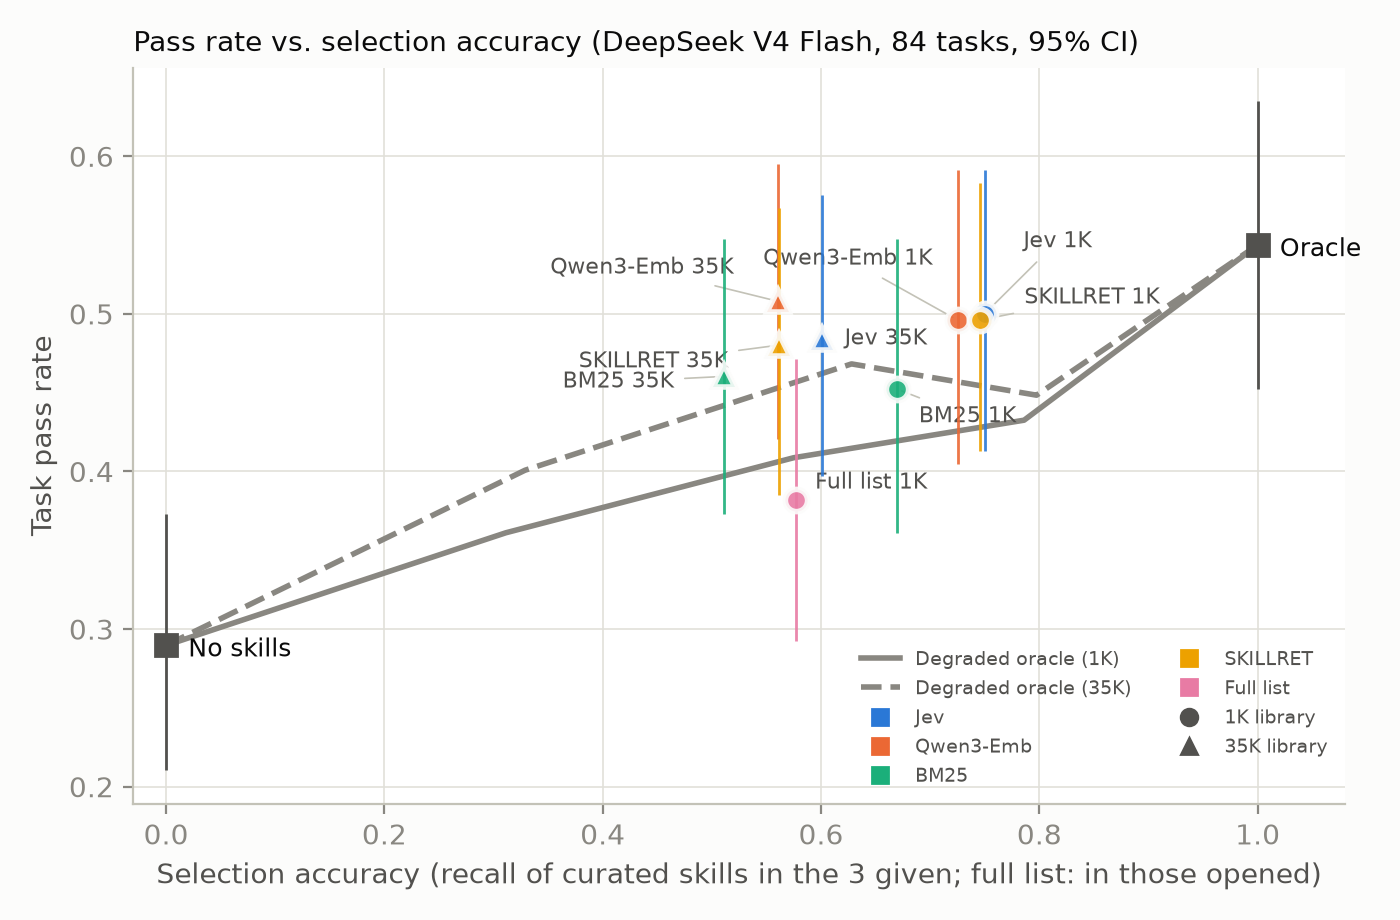 Pass rate vs. selection accuracy (DeepSeek V4 Flash, 84 tasks, 95% CI)
Task pass rate
0.6
0.5
0.4
0.3
0.2
Qwen3-Emb 35K
Qwen3-Emb 1K
Jev 1K
Oracle
SKILLRET 1K
Jev 35K
SKILLRET 35K
BM25 35K
BM25 1K
Full list 1K
No skills
Degraded oracle (1K)
Degraded oracle (35K)
Jev
Qwen3-Emb
BM25
SKILLRET
Full list
1K library
35K library
0.0 0.2 0.4 0.6 0.8 1.0
Selection accuracy (recall of curated skills in the 3 given; full list: in those opened)